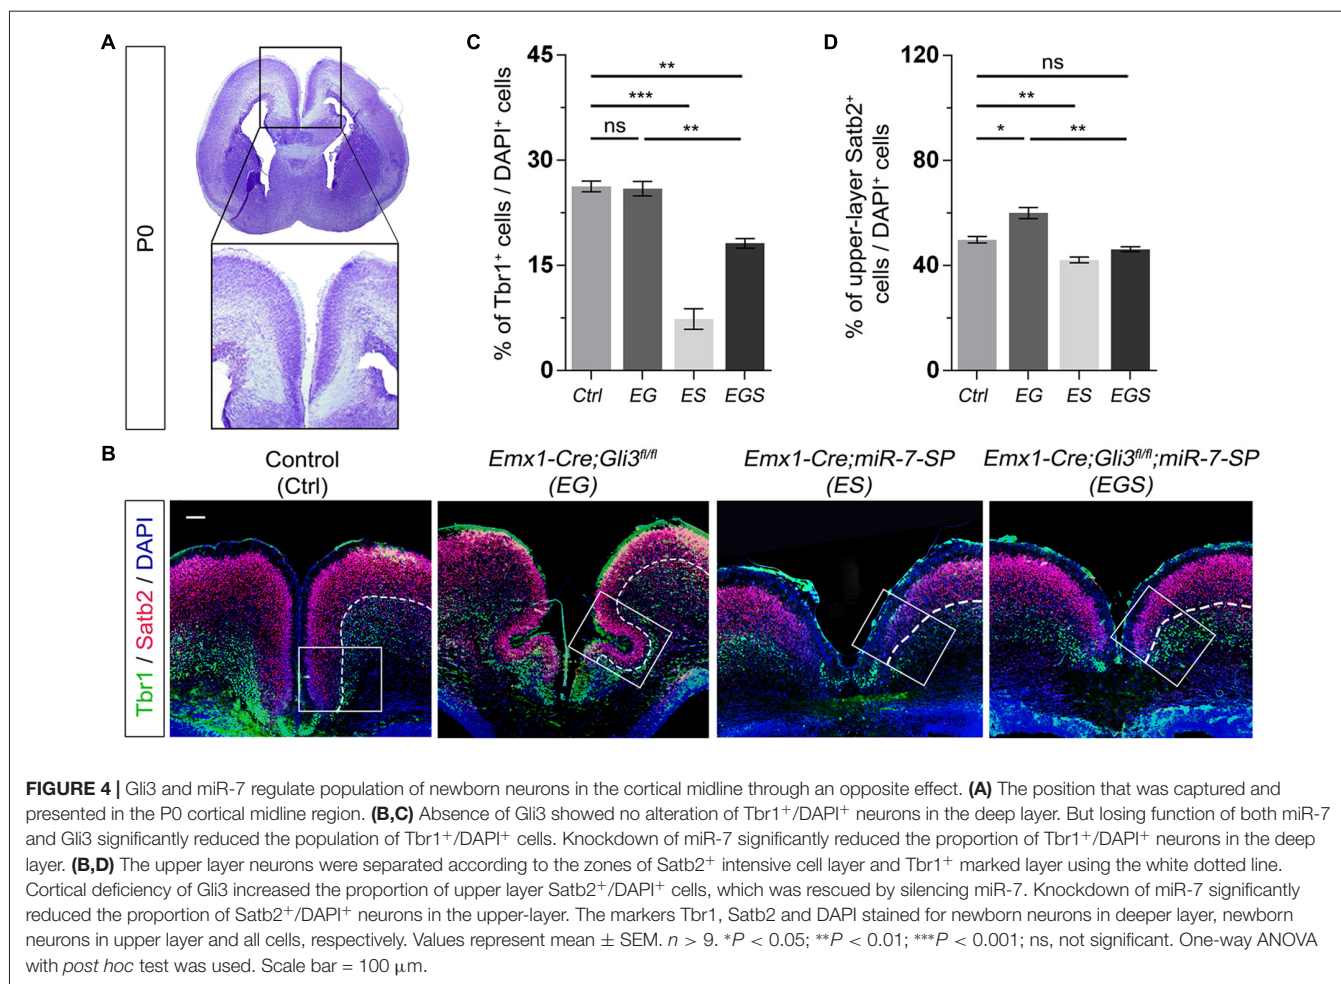 A
P0
C
% of Tbr1⁺ cells / DAPI⁺ cells
45
30
15
0
**
***
ns
**
Ctrl EG ES EGS
D
% of upper-layer Satb2⁺
cells / DAPI⁺ cells
120
80
40
0
ns
**
*
**
Ctrl EG ES EGS
B
Tbr1 / Satb2 / DAPI
Control
(Ctrl)
Emx1-Cre;Gli3fl/fl
(EG)
Emx1-Cre;miR-7-SP
(ES)
Emx1-Cre;Gli3fl/fl;miR-7-SP
(EGS)
FIGURE 4 | Gli3 and miR-7 regulate population of newborn neurons in the cortical midline through an opposite effect. (A) The position that was captured and
presented in the P0 cortical midline region. (B,C) Absence of Gli3 showed no alteration of Tbr1⁺/DAPI⁺ neurons in the deep layer. But losing function of both miR-7
and Gli3 significantly reduced the population of Tbr1⁺/DAPI⁺ cells. Knockdown of miR-7 significantly reduced the proportion of Tbr1⁺/DAPI⁺ neurons in the deep
layer. (B,D) The upper layer neurons were separated according to the zones of Satb2⁺ intensive cell layer and Tbr1⁺ marked layer using the white dotted line.
Cortical deficiency of Gli3 increased the proportion of upper layer Satb2⁺/DAPI⁺ cells, which was rescued by silencing miR-7. Knockdown of miR-7 significantly
reduced the proportion of Satb2⁺/DAPI⁺ neurons in the upper-layer. The markers Tbr1, Satb2 and DAPI stained for newborn neurons in deeper layer, newborn
neurons in upper layer and all cells, respectively. Values represent mean ± SEM. n > 9. *P < 0.05; **P < 0.01; ***P < 0.001; ns, not significant. One-way ANOVA
with post hoc test was used. Scale bar = 100 μm.